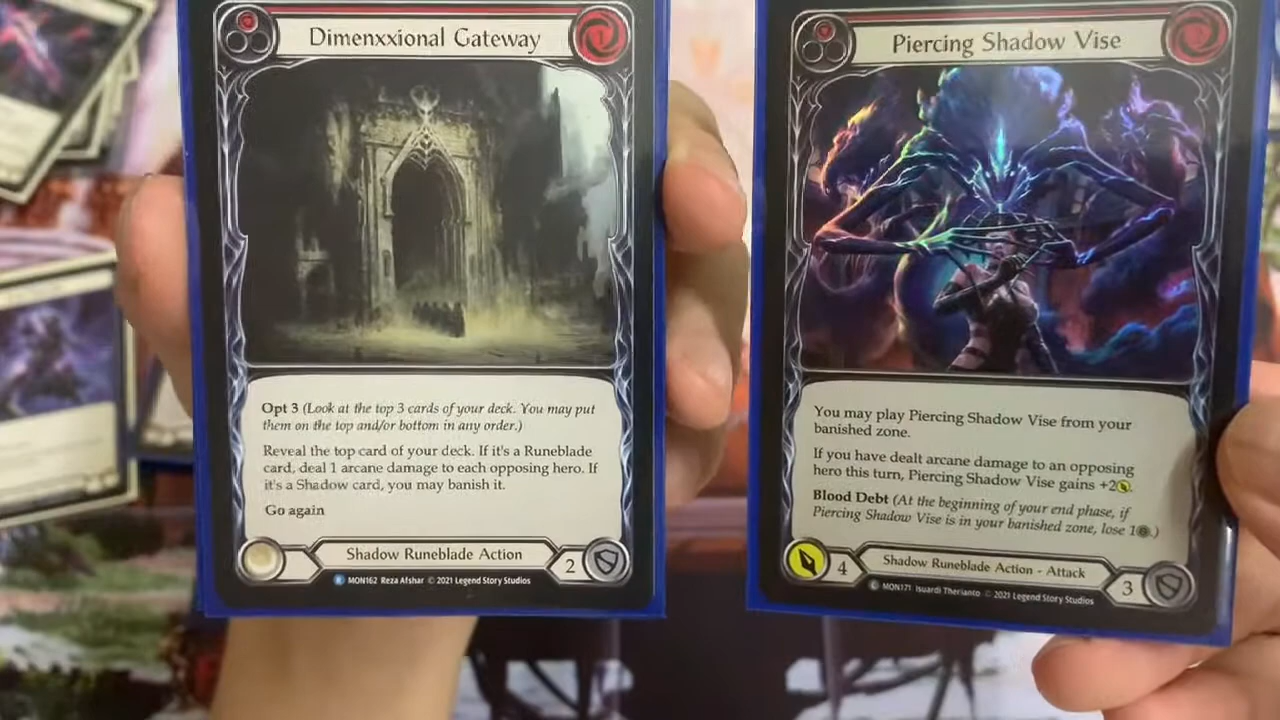 Dimenxxional Gateway
1
Opt 3 (Look at the top 3 cards of your deck. You may put
them on the top and/or bottom in any order.)
Reveal the top card of your deck. If it's a Runeblade
card, deal 1 arcane damage to each opposing hero. If
it's a Shadow card, you may banish it.
Go again
Shadow Runeblade Action
2
R MON162 Reza Afshar © 2021 Legend Story Studios
Piercing Shadow Vise
1
You may play Piercing Shadow Vise from your
banished zone.
If you have dealt arcane damage to an opposing
hero this turn, Piercing Shadow Vise gains +2
Blood Debt (At the beginning of your end phase, if
Piercing Shadow Vise is in your banished zone, lose 1 .)
4
Shadow Runeblade Action - Attack
3
C MON171 Isuardi Therianto © 2021 Legend Story Studios